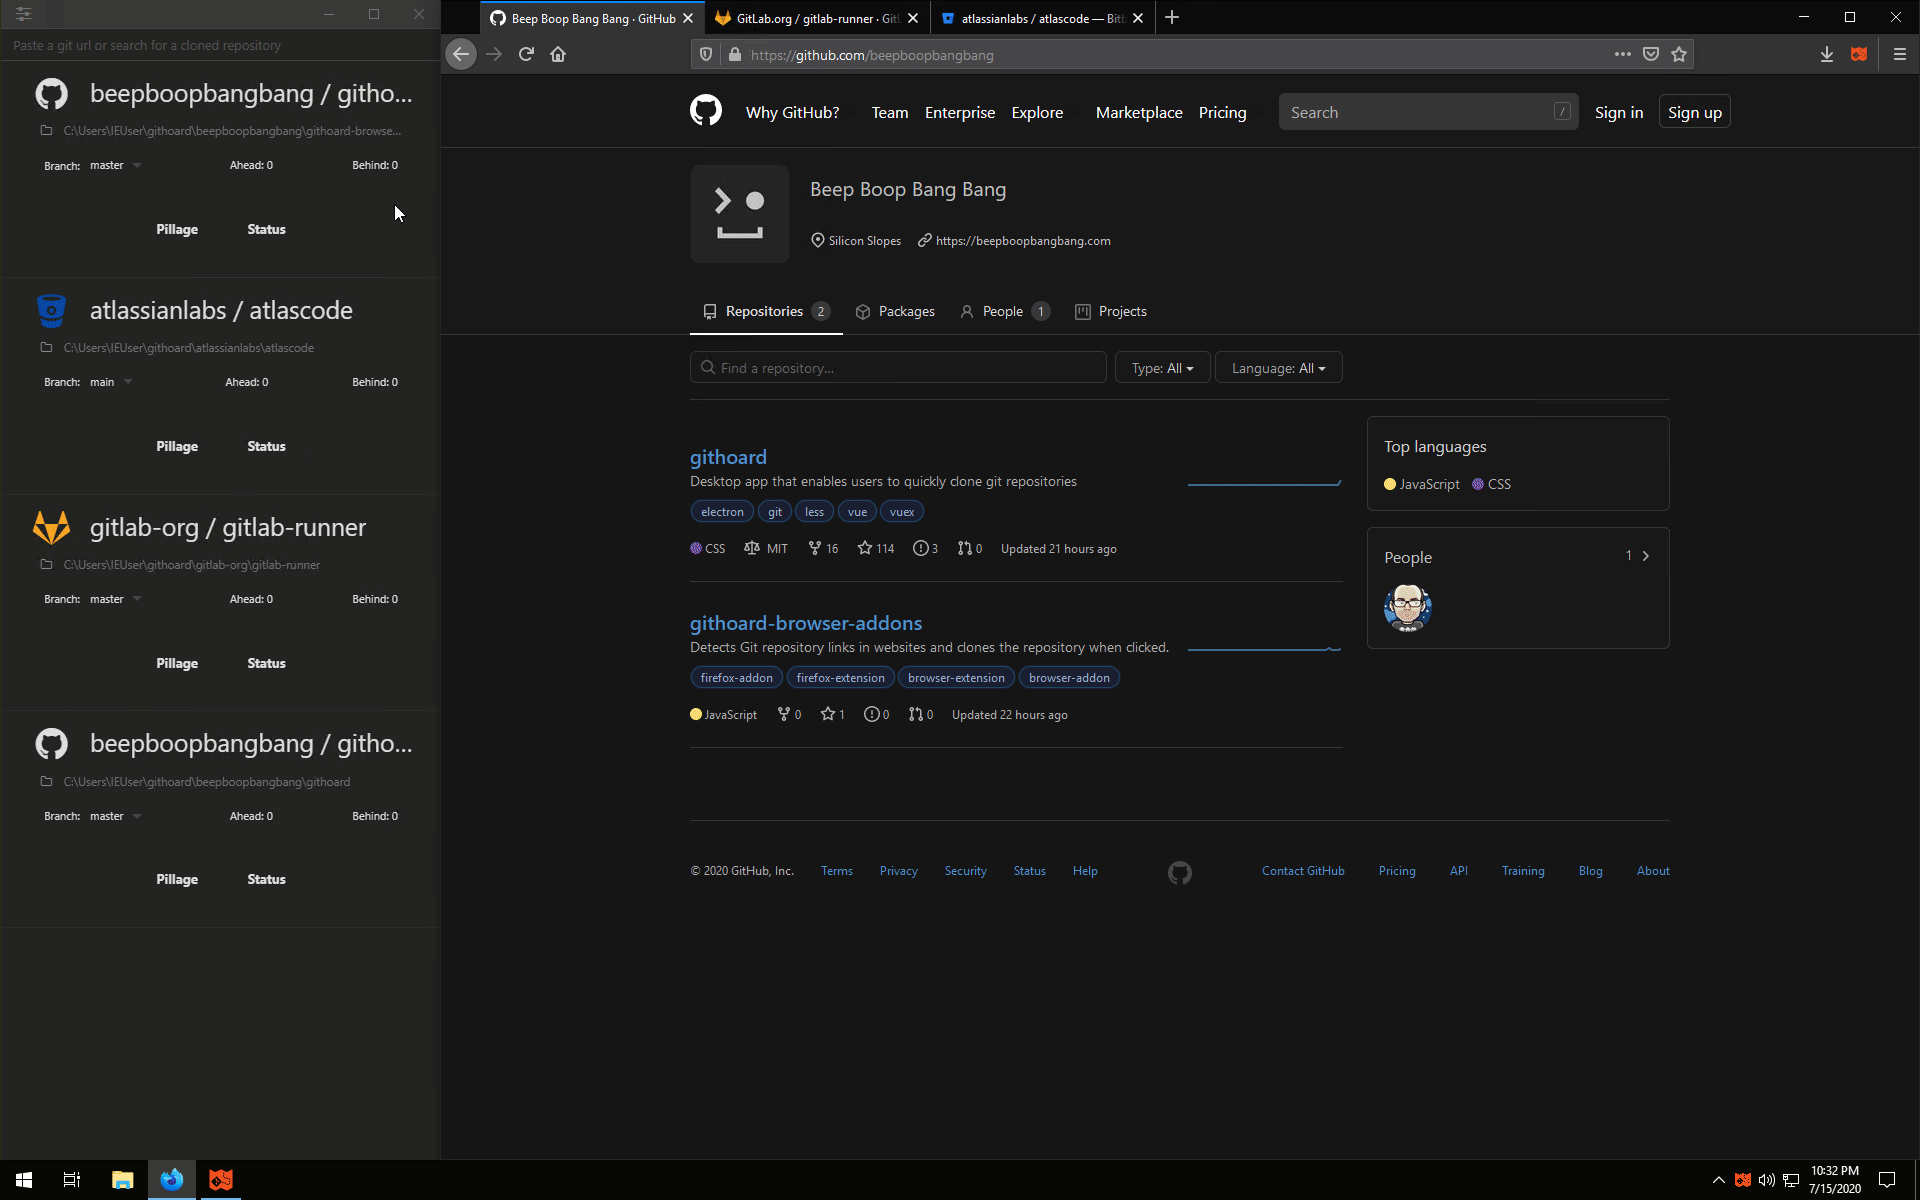 Paste a git url or search for a cloned repository
beepboopbangbang / githo...
C:\Users\IEUser\githoard\beepboopbangbang\githoard-browse...
Branch: master Ahead: 0 Behind: 0
Pillage Status
atlassianlabs / atlascode
C:\Users\IEUser\githoard\atlassianlabs\atlascode
Branch: main Ahead: 0 Behind: 0
Pillage Status
gitlab-org / gitlab-runner
C:\Users\IEUser\githoard\gitlab-org\gitlab-runner
Branch: master Ahead: 0 Behind: 0
Pillage Status
beepboopbangbang / githo...
C:\Users\IEUser\githoard\beepboopbangbang\githoard
Branch: master Ahead: 0 Behind: 0
Pillage Status
Beep Boop Bang Bang · GitHub GitLab.org / gitlab-runner · Git atlassianlabs / atlascode — Bitb
https://github.com/beepboopbangbang
Why GitHub? Team Enterprise Explore Marketplace Pricing Search / Sign in Sign up
Beep Boop Bang Bang
Silicon Slopes https://beepboopbangbang.com
Repositories 2 Packages People 1 Projects
Find a repository... Type: All Language: All
githoard
Desktop app that enables users to quickly clone git repositories
electron git less vue vuex
CSS MIT 16 114 3 0 Updated 21 hours ago
githoard-browser-addons
Detects Git repository links in websites and clones the repository when clicked.
firefox-addon firefox-extension browser-extension browser-addon
JavaScript 0 1 0 0 Updated 22 hours ago
Top languages
JavaScript CSS
People 1
© 2020 GitHub, Inc. Terms Privacy Security Status Help Contact GitHub Pricing API Training Blog About
10:32 PM
7/15/2020